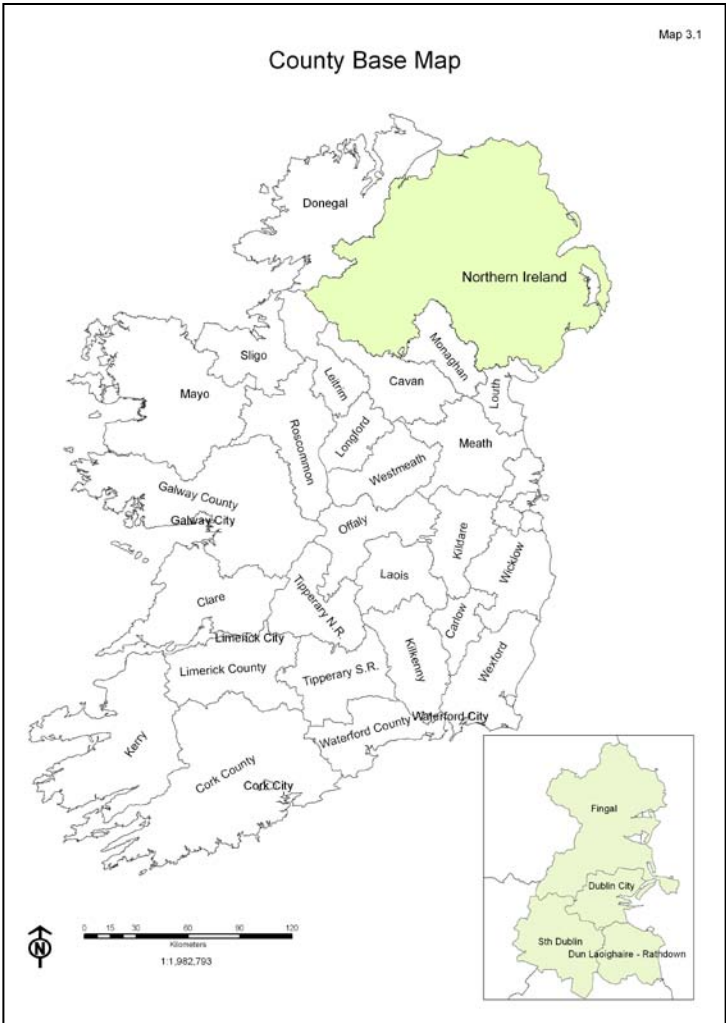 Map 3.1
County Base Map
Donegal
Northern Ireland
Monaghan
Sligo
Leitrim
Cavan
Louth
Mayo
Roscommon
Longford
Meath
Westmeath
Galway County
Galway City
Offaly
Kildare
Wicklow
Laois
Clare
Tipperary N.R.
Carlow
Limerick City
Limerick County
Tipperary S.R.
Kilkenny
Wexford
Waterford County
Waterford City
Kerry
Cork County
Cork City
Fingal
Dublin City
Sth Dublin
Dun Laoighaire - Rathdown
N
0 15 30 60 90 120
Kilometers
1:1,982,793